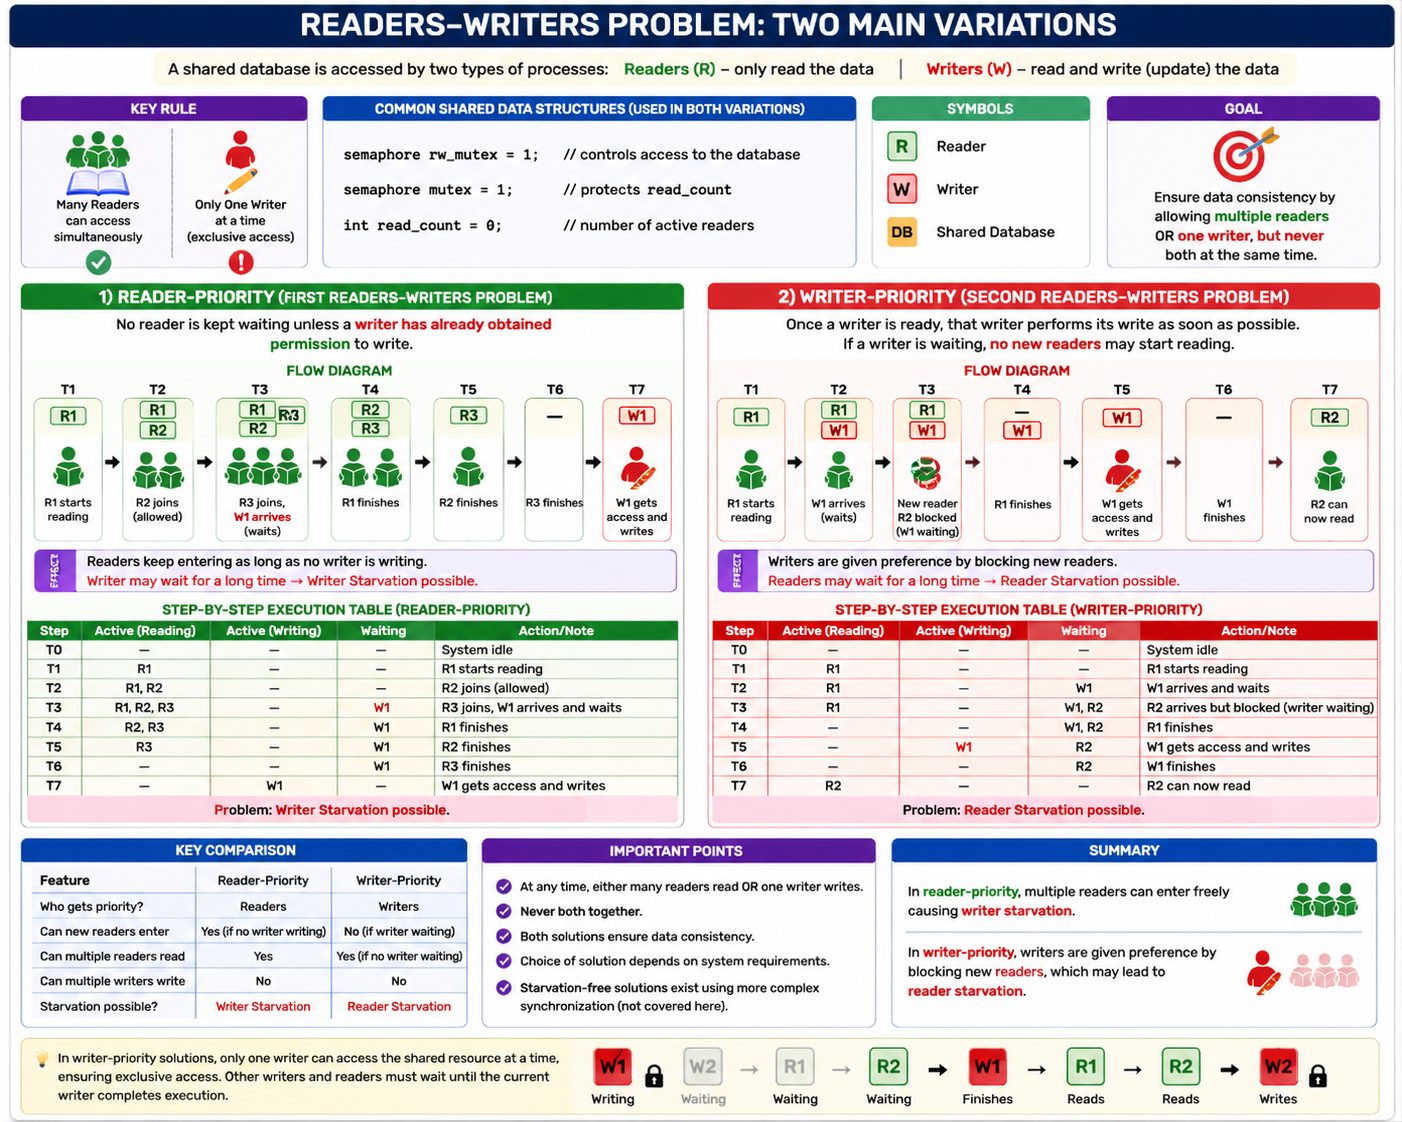 READERS–WRITERS PROBLEM: TWO MAIN VARIATIONS
A shared database is accessed by two types of processes: Readers (R) – only read the data | Writers (W) – read and write (update) the data
KEY RULE
Many Readers
can access
simultaneously
Only One Writer
at a time
(exclusive access)
COMMON SHARED DATA STRUCTURES (USED IN BOTH VARIATIONS)
semaphore rw_mutex = 1; // controls access to the database
semaphore mutex = 1; // protects read_count
int read_count = 0; // number of active readers
SYMBOLS
R Reader
W Writer
DB Shared Database
GOAL
Ensure data consistency by
allowing multiple readers
OR one writer, but never
both at the same time.
1) READER-PRIORITY (FIRST READERS–WRITERS PROBLEM)
No reader is kept waiting unless a writer has already obtained
permission to write.
FLOW DIAGRAM
T1 T2 T3 T4 T5 T6 T7
R1
R1 starts
reading
R1
R2
R2 joins
(allowed)
R1
R2
R3 joins,
W1 arrives
(waits)
R2
R3
R1 finishes
R3
R2 finishes
—
R3 finishes
W1
W1 gets
access and
writes
EFFECT
Readers keep entering as long as no writer is writing.
Writer may wait for a long time → Writer Starvation possible.
STEP-BY-STEP EXECUTION TABLE (READER-PRIORITY)
Step Active (Reading) Active (Writing) Waiting Action/Note
T0 — — — System idle
T1 R1 — — R1 starts reading
T2 R1, R2 — — R2 joins (allowed)
T3 R1, R2, R3 — W1 R3 joins, W1 arrives and waits
T4 R2, R3 — W1 R1 finishes
T5 R3 — W1 R2 finishes
T6 — — W1 R3 finishes
T7 — W1 — W1 gets access and writes
Problem: Writer Starvation possible.
2) WRITER-PRIORITY (SECOND READERS–WRITERS PROBLEM)
Once a writer is ready, that writer performs its write as soon as possible.
If a writer is waiting, no new readers may start reading.
FLOW DIAGRAM
T1 T2 T3 T4 T5 T6 T7
R1
R1 starts
reading
R1
W1
W1 arrives
(waits)
R1
W1
New reader
R2 blocked
(W1 waiting)
—
W1
R1 finishes
W1
W1 gets
access and
writes
—
W1
finishes
R2
R2 can
now read
EFFECT
Writers are given preference by blocking new readers.
Readers may wait for a long time → Reader Starvation possible.
STEP-BY-STEP EXECUTION TABLE (WRITER-PRIORITY)
Step Active (Reading) Active (Writing) Waiting Action/Note
T0 — — — System idle
T1 R1 — — R1 starts reading
T2 R1 — W1 W1 arrives and waits
T3 R1 — W1, R2 R2 arrives but blocked (writer waiting)
T4 — — W1, R2 R1 finishes
T5 — W1 R2 W1 gets access and writes
T6 — — R2 W1 finishes
T7 R2 — — R2 can now read
Problem: Reader Starvation possible.
KEY COMPARISON
Feature Reader-Priority Writer-Priority
Who gets priority? Readers Writers
Can new readers enter Yes (if no writer writing) No (if writer waiting)
Can multiple readers read Yes Yes (if no writer waiting)
Can multiple writers write No No
Starvation possible? Writer Starvation Reader Starvation
IMPORTANT POINTS
At any time, either many readers read OR one writer writes.
Never both together.
Both solutions ensure data consistency.
Choice of solution depends on system requirements.
Starvation-free solutions exist using more complex
synchronization (not covered here).
SUMMARY
In reader-priority, multiple readers can enter freely
causing writer starvation.
In writer-priority, writers are given preference by
blocking new readers, which may lead to
reader starvation.
In writer-priority solutions, only one writer can access the shared resource at a time,
ensuring exclusive access. Other writers and readers must wait until the current
writer completes execution.
W1 W2 → R1 → R2 → W1 → R1 → R2 → W2
Writing Waiting Waiting Waiting Finishes Reads Reads Writes